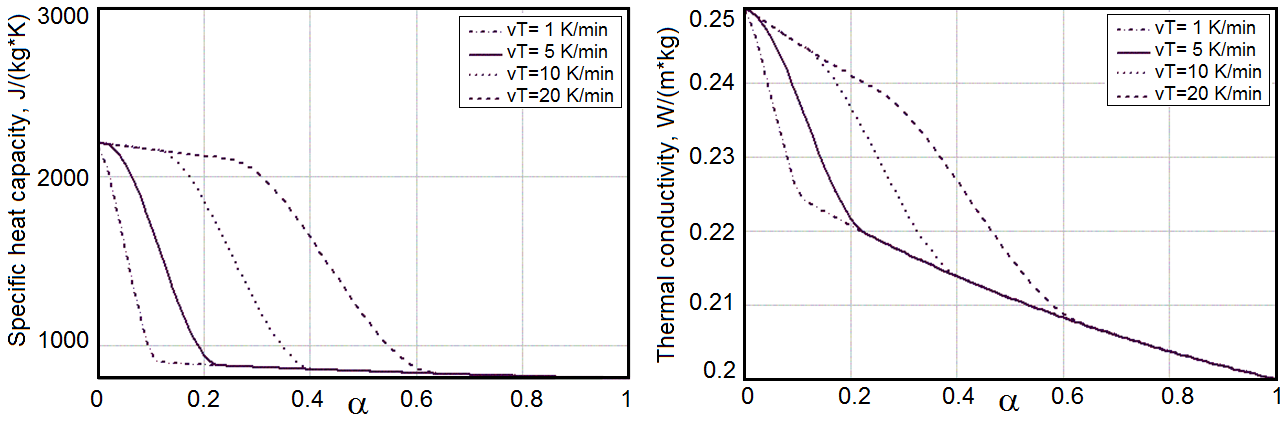 Specific heat capacity, J/(kg*K)
3000
2000
1000
vT= 1 K/min
vT= 5 K/min
vT=10 K/min
vT=20 K/min
0 0.2 0.4 0.6 0.8 1
α
Thermal conductivity, W/(m*kg)
0.25
0.24
0.23
0.22
0.21
0.2
vT= 1 K/min
vT= 5 K/min
vT=10 K/min
vT=20 K/min
0 0.2 0.4 0.6 0.8 1
α